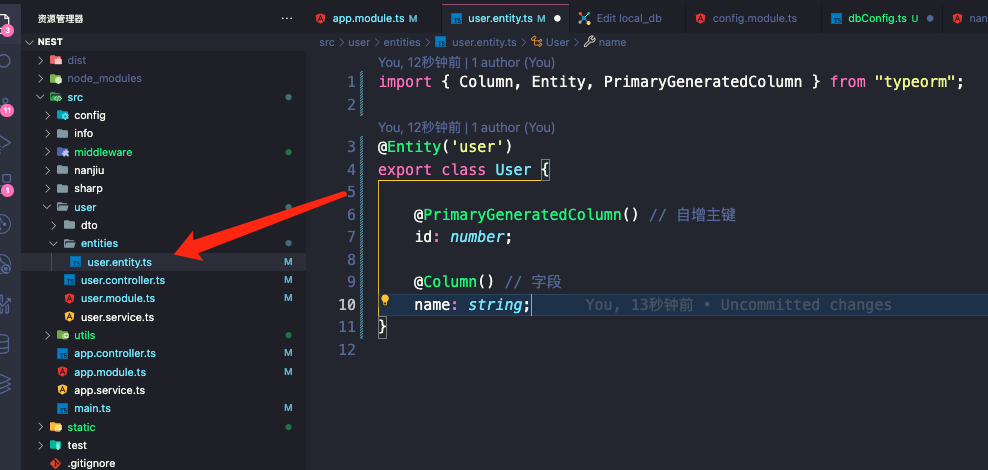 资源管理器 ···
app.module.ts M
user.entity.ts M
Edit local_db
config.module.ts
dbConfig.ts U
nan
3
11
1
NEST
dist
node_modules
src
config
info
middleware
nanjiu
sharp
user
dto
entities
user.entity.ts M
user.controller.ts M
user.module.ts M
user.service.ts
utils
app.controller.ts M
app.module.ts M
app.service.ts
main.ts M
static
test
.gitignore
src > user > entities > user.entity.ts > User > name
You, 12秒钟前 | 1 author (You)
1 import { Column, Entity, PrimaryGeneratedColumn } from "typeorm";
2
You, 12秒钟前 | 1 author (You)
3 @Entity('user')
4 export class User {
5
6 @PrimaryGeneratedColumn() // 自增主键
7 id: number;
8
9 @Column() // 字段
10 name: string; You, 13秒钟前 • Uncommitted changes
11 }
12